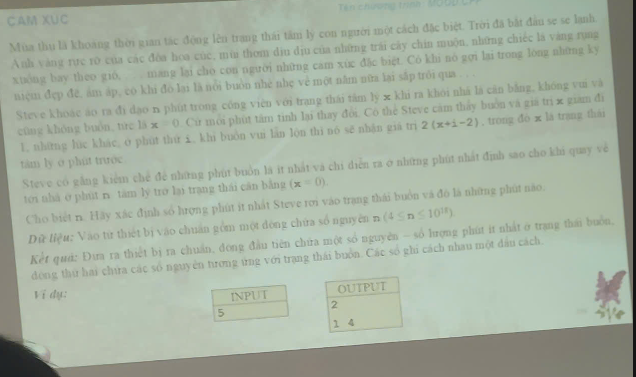 CẢM XÚC
Tên chương trình: MOOD.CPP
Mùa thu là khoảng thời gian tác động lên trạng thái tâm lý con người một cách đặc biệt. Trời đã bắt đầu se se lạnh.
Ánh vàng rực rỡ của các đóa hoa cúc, mùi thơm dìu dịu của những trái cây chín muộn, những chiếc lá vàng rụng
xuống bay theo gió, . . . mang lại cho con người những cảm xúc đặc biệt. Có khi nó gợi lại trong lòng những kỷ
niệm đẹp đẽ, ấm áp, có khi đó lại là nỗi buồn nhè nhẹ vì một năm nữa lại sắp trôi qua . . .
Steve khoác áo ra đi dạo n phút trong công viên với trạng thái tâm lý x khi ra khỏi nhà là cân bằng, không vui và
cũng không buồn, tức là x = 0. Cứ mỗi phút tâm tính lại thay đổi. Có thể Steve cảm thấy buồn và giá trị x giảm đi
1, những lúc khác, ở phút thứ i, khi buồn vui lẫn lộn thì nó sẽ nhận giá trị 2(x+i-2), trong đó x là trạng thái
tâm lý ở phút trước.
Steve cố gắng kiềm chế để những phút buồn là ít nhất và chỉ diễn ra ở những phút nhất định sao cho khi quay về
tới nhà ở phút n tâm lý trở lại trạng thái cân bằng (x = 0).
Cho biết n. Hãy xác định số lượng phút ít nhất Steve rơi vào trạng thái buồn và đó là những phút nào.
Dữ liệu: Vào từ thiết bị vào chuẩn gồm một dòng chứa số nguyên n (4 ≤ n ≤ 10¹⁸).
Kết quả: Đưa ra thiết bị ra chuẩn, dòng đầu tiên chứa một số nguyên – số lượng phút ít nhất ở trạng thái buồn,
dòng thứ hai chứa các số nguyên tương ứng với trạng thái buồn. Các số ghi cách nhau một dấu cách.
Ví dụ:
INPUT
5
OUTPUT
2
1 4